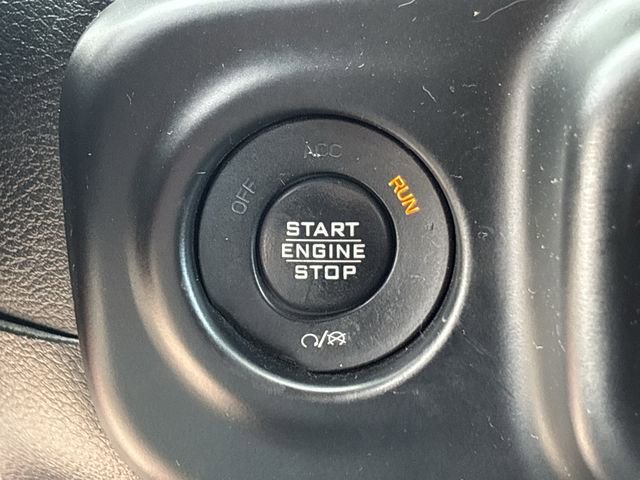 ACC
OFF
RUN
START
ENGINE
STOP